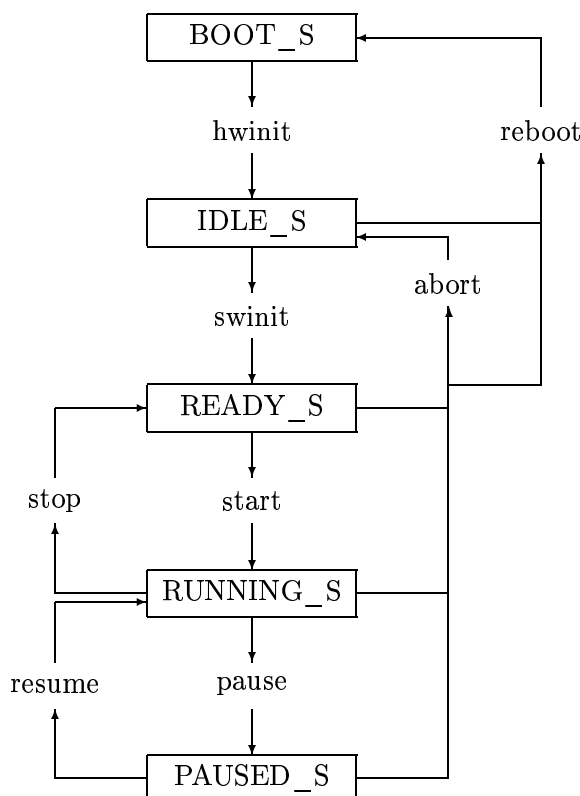 BOOT_S
hwinit
reboot
IDLE_S
abort
swinit
READY_S
stop
start
RUNNING_S
resume
pause
PAUSED_S